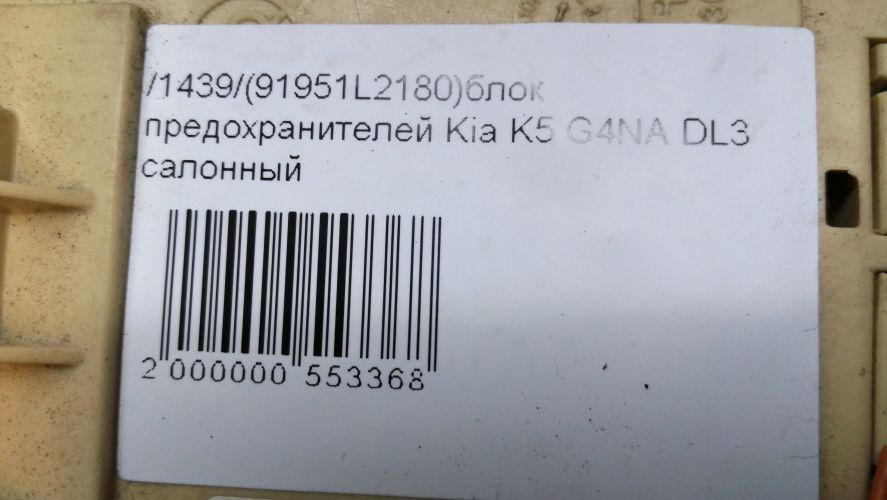 /1439/(91951L2180)блок
предохранителей Kia K5 G4NA DL3
салонный
2 000000 553368